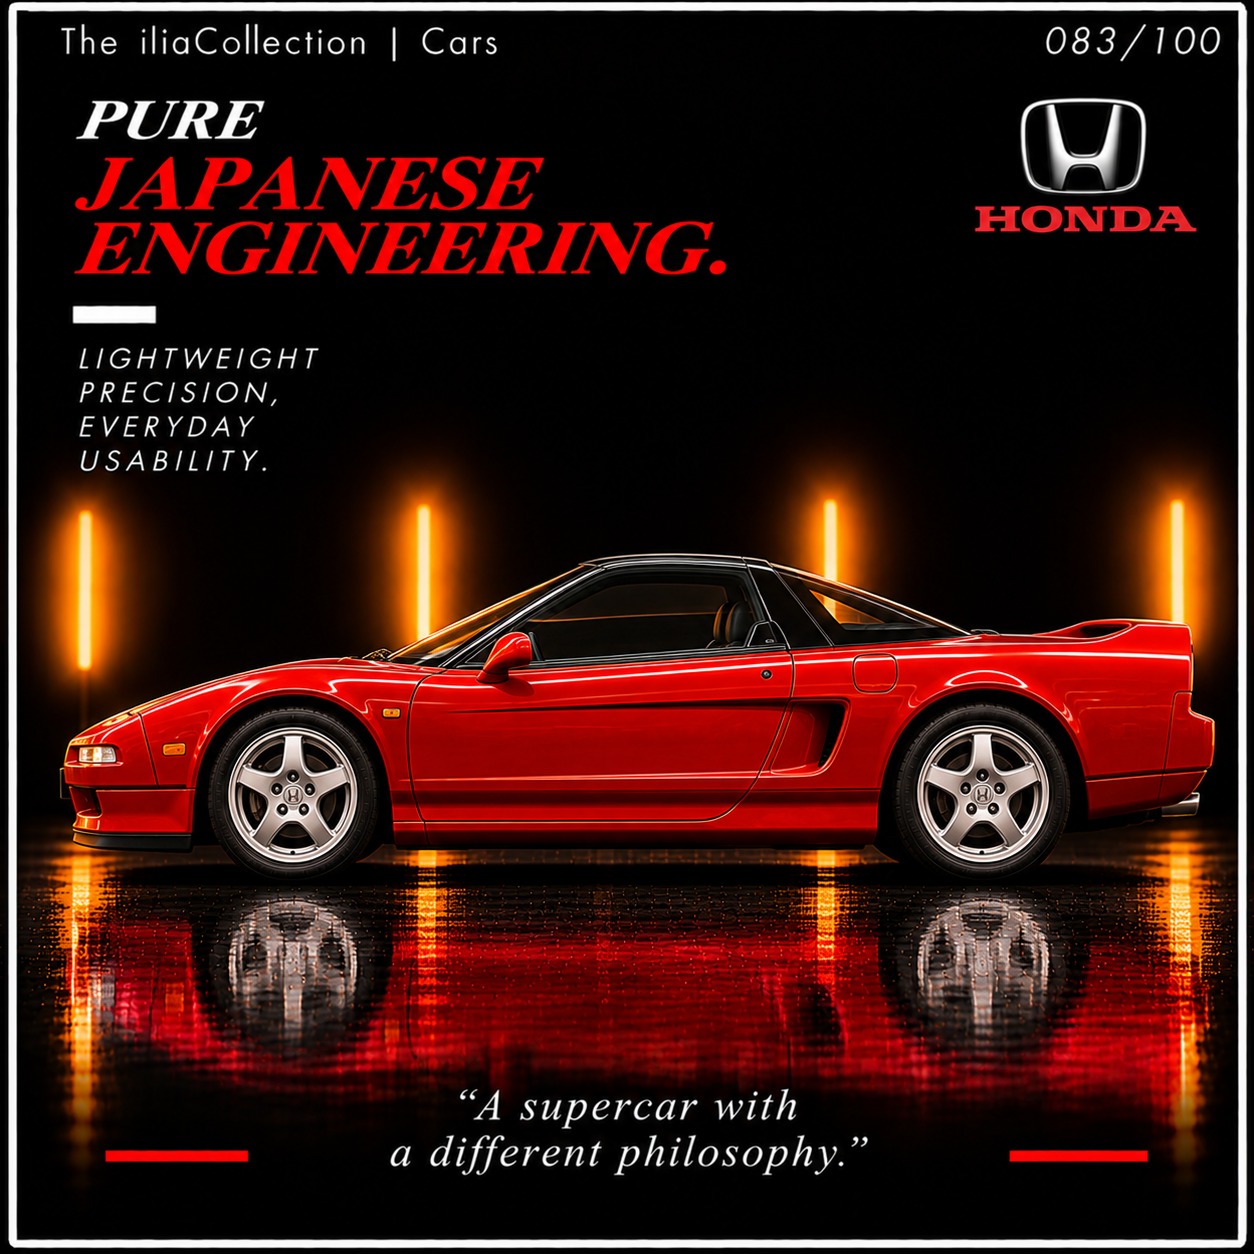 The iliaCollection | Cars
083/100
PURE
JAPANESE
ENGINEERING.
HONDA
LIGHTWEIGHT
PRECISION,
EVERYDAY
USABILITY.
“A supercar with
a different philosophy.”